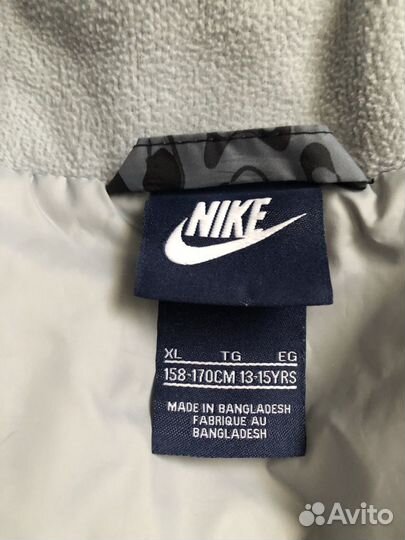 NIKE
XL TG EG
158-170CM 13-15YRS
MADE IN BANGLADESH
FABRIQUE AU
BANGLADESH
Avito